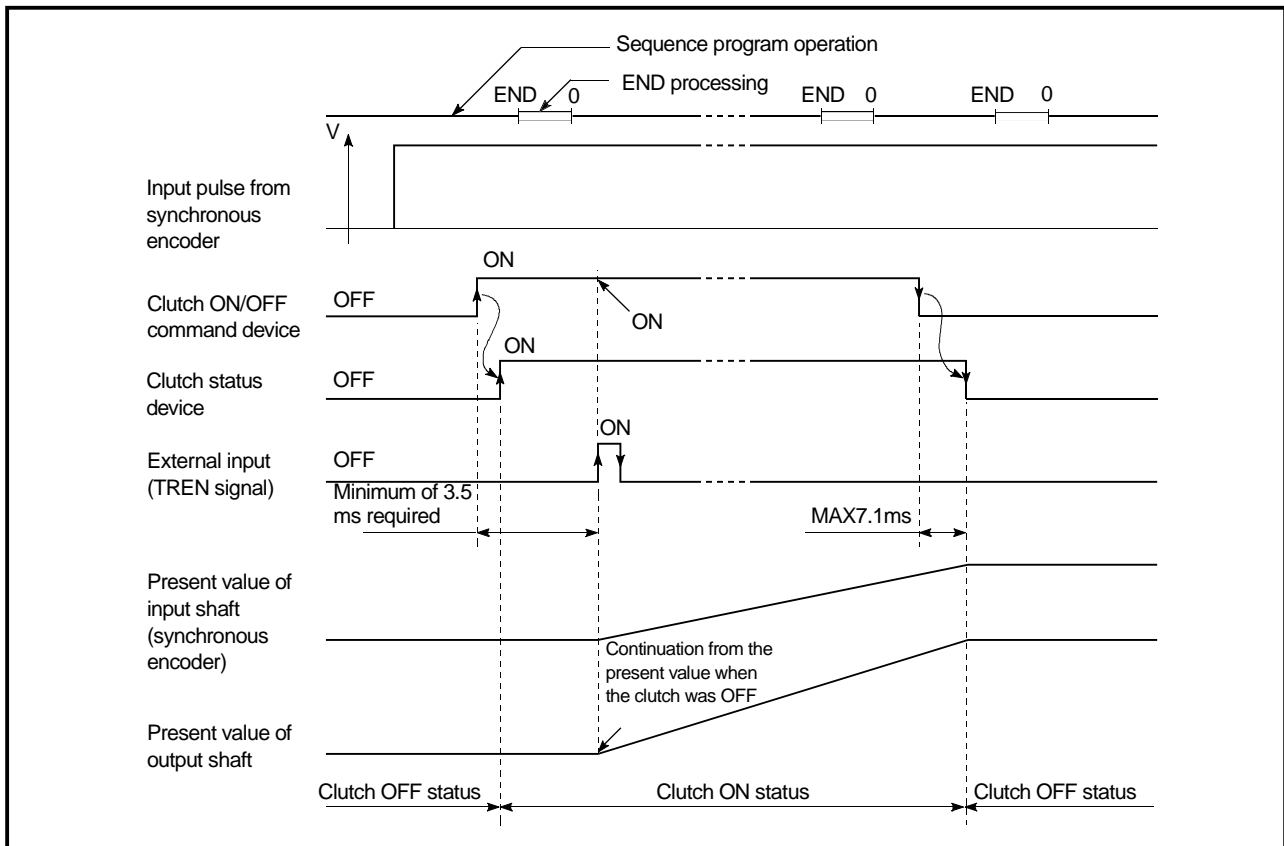 Sequence program operation
END processing
END 0
END 0
END 0
V
Input pulse from
synchronous
encoder
ON
OFF
Clutch ON/OFF
command device
ON
ON
OFF
Clutch status
device
ON
OFF
External input
(TREN signal)
Minimum of 3.5
ms required
MAX7.1ms
Present value of
input shaft
(synchronous
encoder)
Continuation from the
present value when
the clutch was OFF
Present value of
output shaft
Clutch OFF status
Clutch ON status
Clutch OFF status